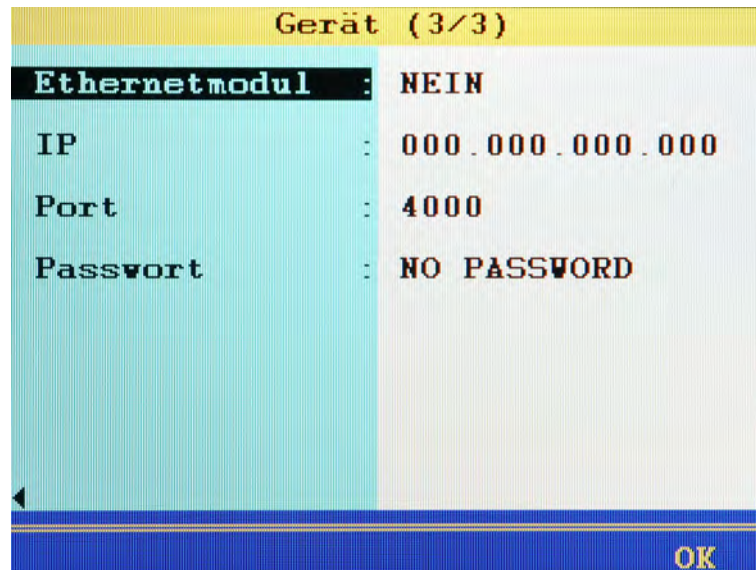 Gerät (3/3)
Ethernetmodul : NEIN
IP : 000.000.000.000
Port : 4000
Passwort : NO PASSWORD
OK